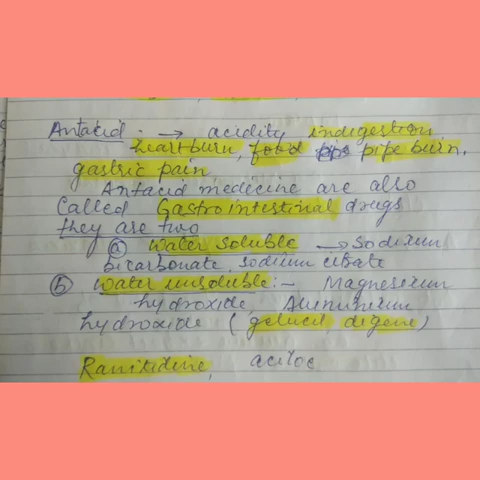 Antacid :→ acidity indigestion
heartburn, food pipe burn,
gastric pain
Antacid medicine are also
Called Gastrointestinal drugs
they are two
(a) Water soluble → Sodium
bicarbonate, sodium citrate
(b) Water unsoluble:- Magnesium
hydroxide, Aluminium
hydroxide (gelucil digene)
Ranitidine, aciloc